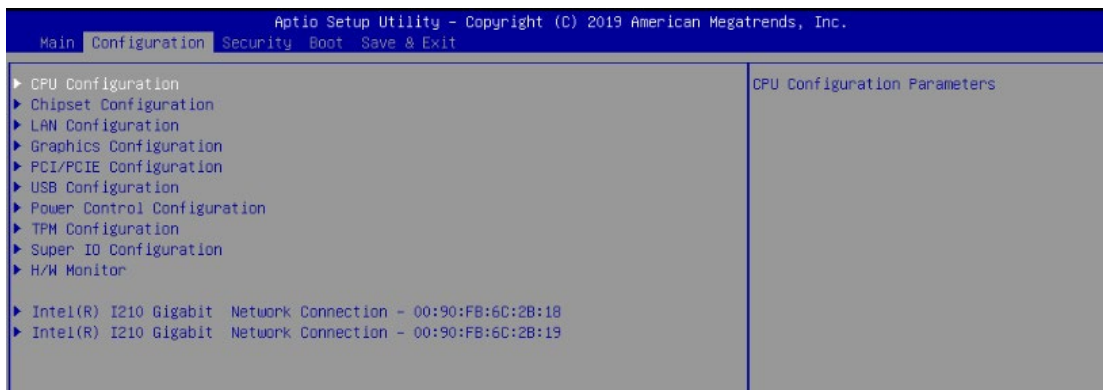 Aptio Setup Utility - Copyright (C) 2019 American Megatrends, Inc.
Main Configuration Security Boot Save & Exit
CPU Configuration
CPU Configuration Parameters
Chipset Configuration
LAN Configuration
Graphics Configuration
PCI/PCIE Configuration
USB Configuration
Power Control Configuration
TPM Configuration
Super IO Configuration
H/W Monitor
Intel(R) I210 Gigabit Network Connection - 00:90:FB:6C:2B:18
Intel(R) I210 Gigabit Network Connection - 00:90:FB:6C:2B:19